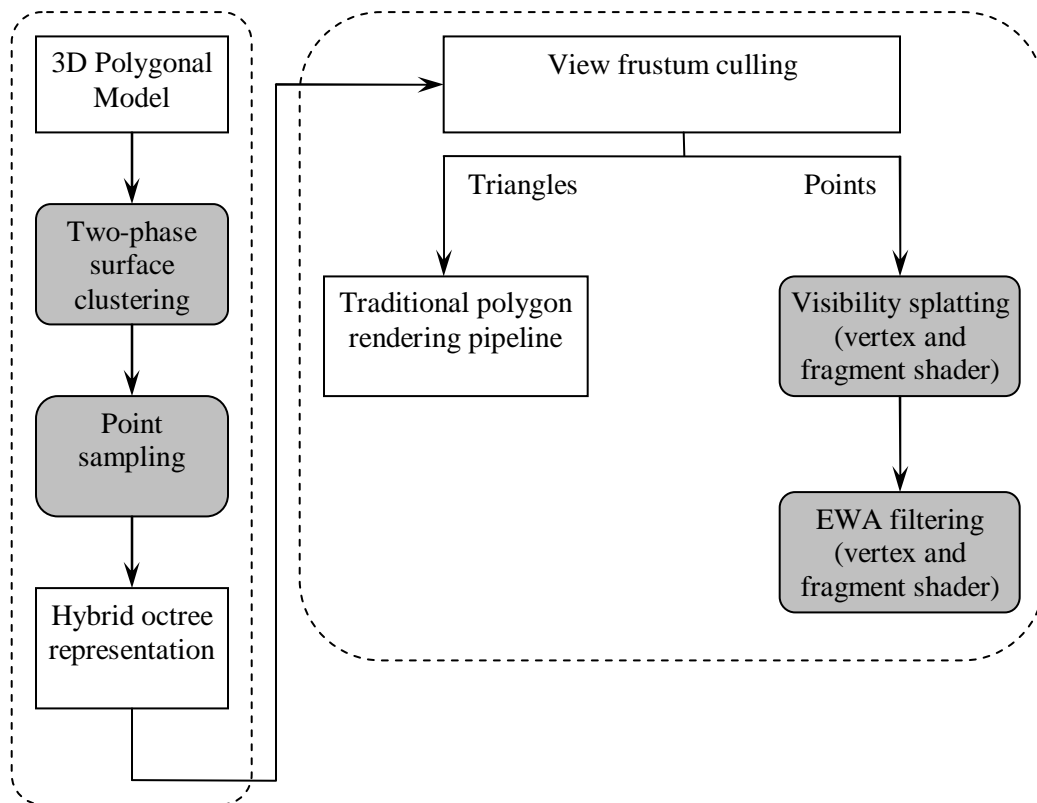 3D Polygonal
Model
Two-phase
surface
clustering
Point
sampling
Hybrid octree
representation
View frustum culling
Triangles
Points
Traditional polygon
rendering pipeline
Visibility splatting
(vertex and
fragment shader)
EWA filtering
(vertex and
fragment shader)